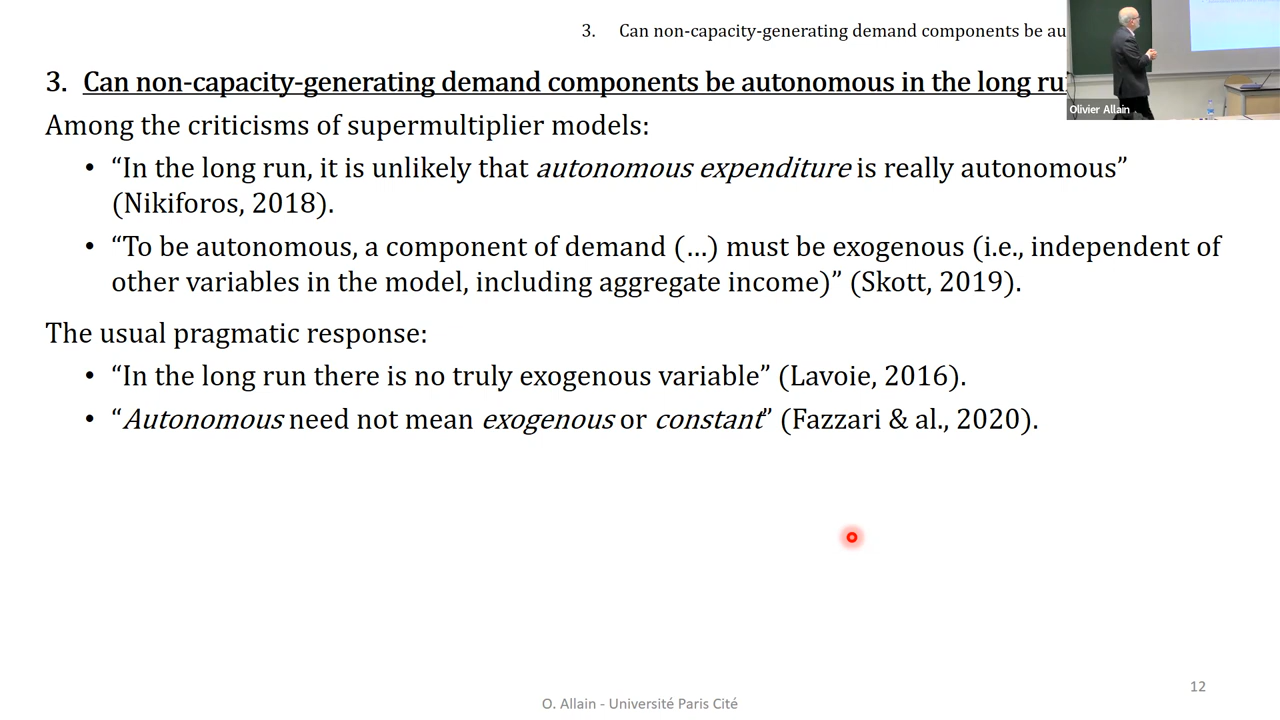 3. Can non-capacity-generating demand components be au
3. Can non-capacity-generating demand components be autonomous in the long ru
Olivier Allain
Among the criticisms of supermultiplier models:
• “In the long run, it is unlikely that autonomous expenditure is really autonomous”
(Nikiforos, 2018).
• “To be autonomous, a component of demand (…) must be exogenous (i.e., independent of
other variables in the model, including aggregate income)” (Skott, 2019).
The usual pragmatic response:
• “In the long run there is no truly exogenous variable” (Lavoie, 2016).
• “Autonomous need not mean exogenous or constant” (Fazzari & al., 2020).
12
O. Allain - Université Paris Cité